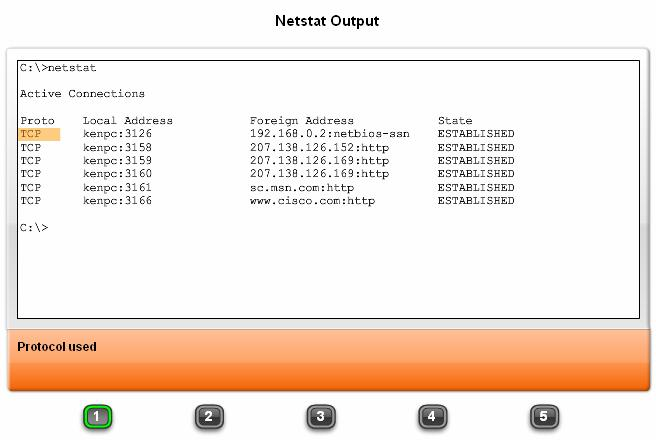 Netstat Output
C:\>netstat
Active Connections
Proto Local Address Foreign Address State
TCP kenpc:3126 192.168.0.2:netbios-ssn ESTABLISHED
TCP kenpc:3158 207.138.126.152:http ESTABLISHED
TCP kenpc:3159 207.138.126.169:http ESTABLISHED
TCP kenpc:3160 207.138.126.169:http ESTABLISHED
TCP kenpc:3161 sc.msn.com:http ESTABLISHED
TCP kenpc:3166 www.cisco.com:http ESTABLISHED
C:\>
Protocol used
1 2 3 4 5